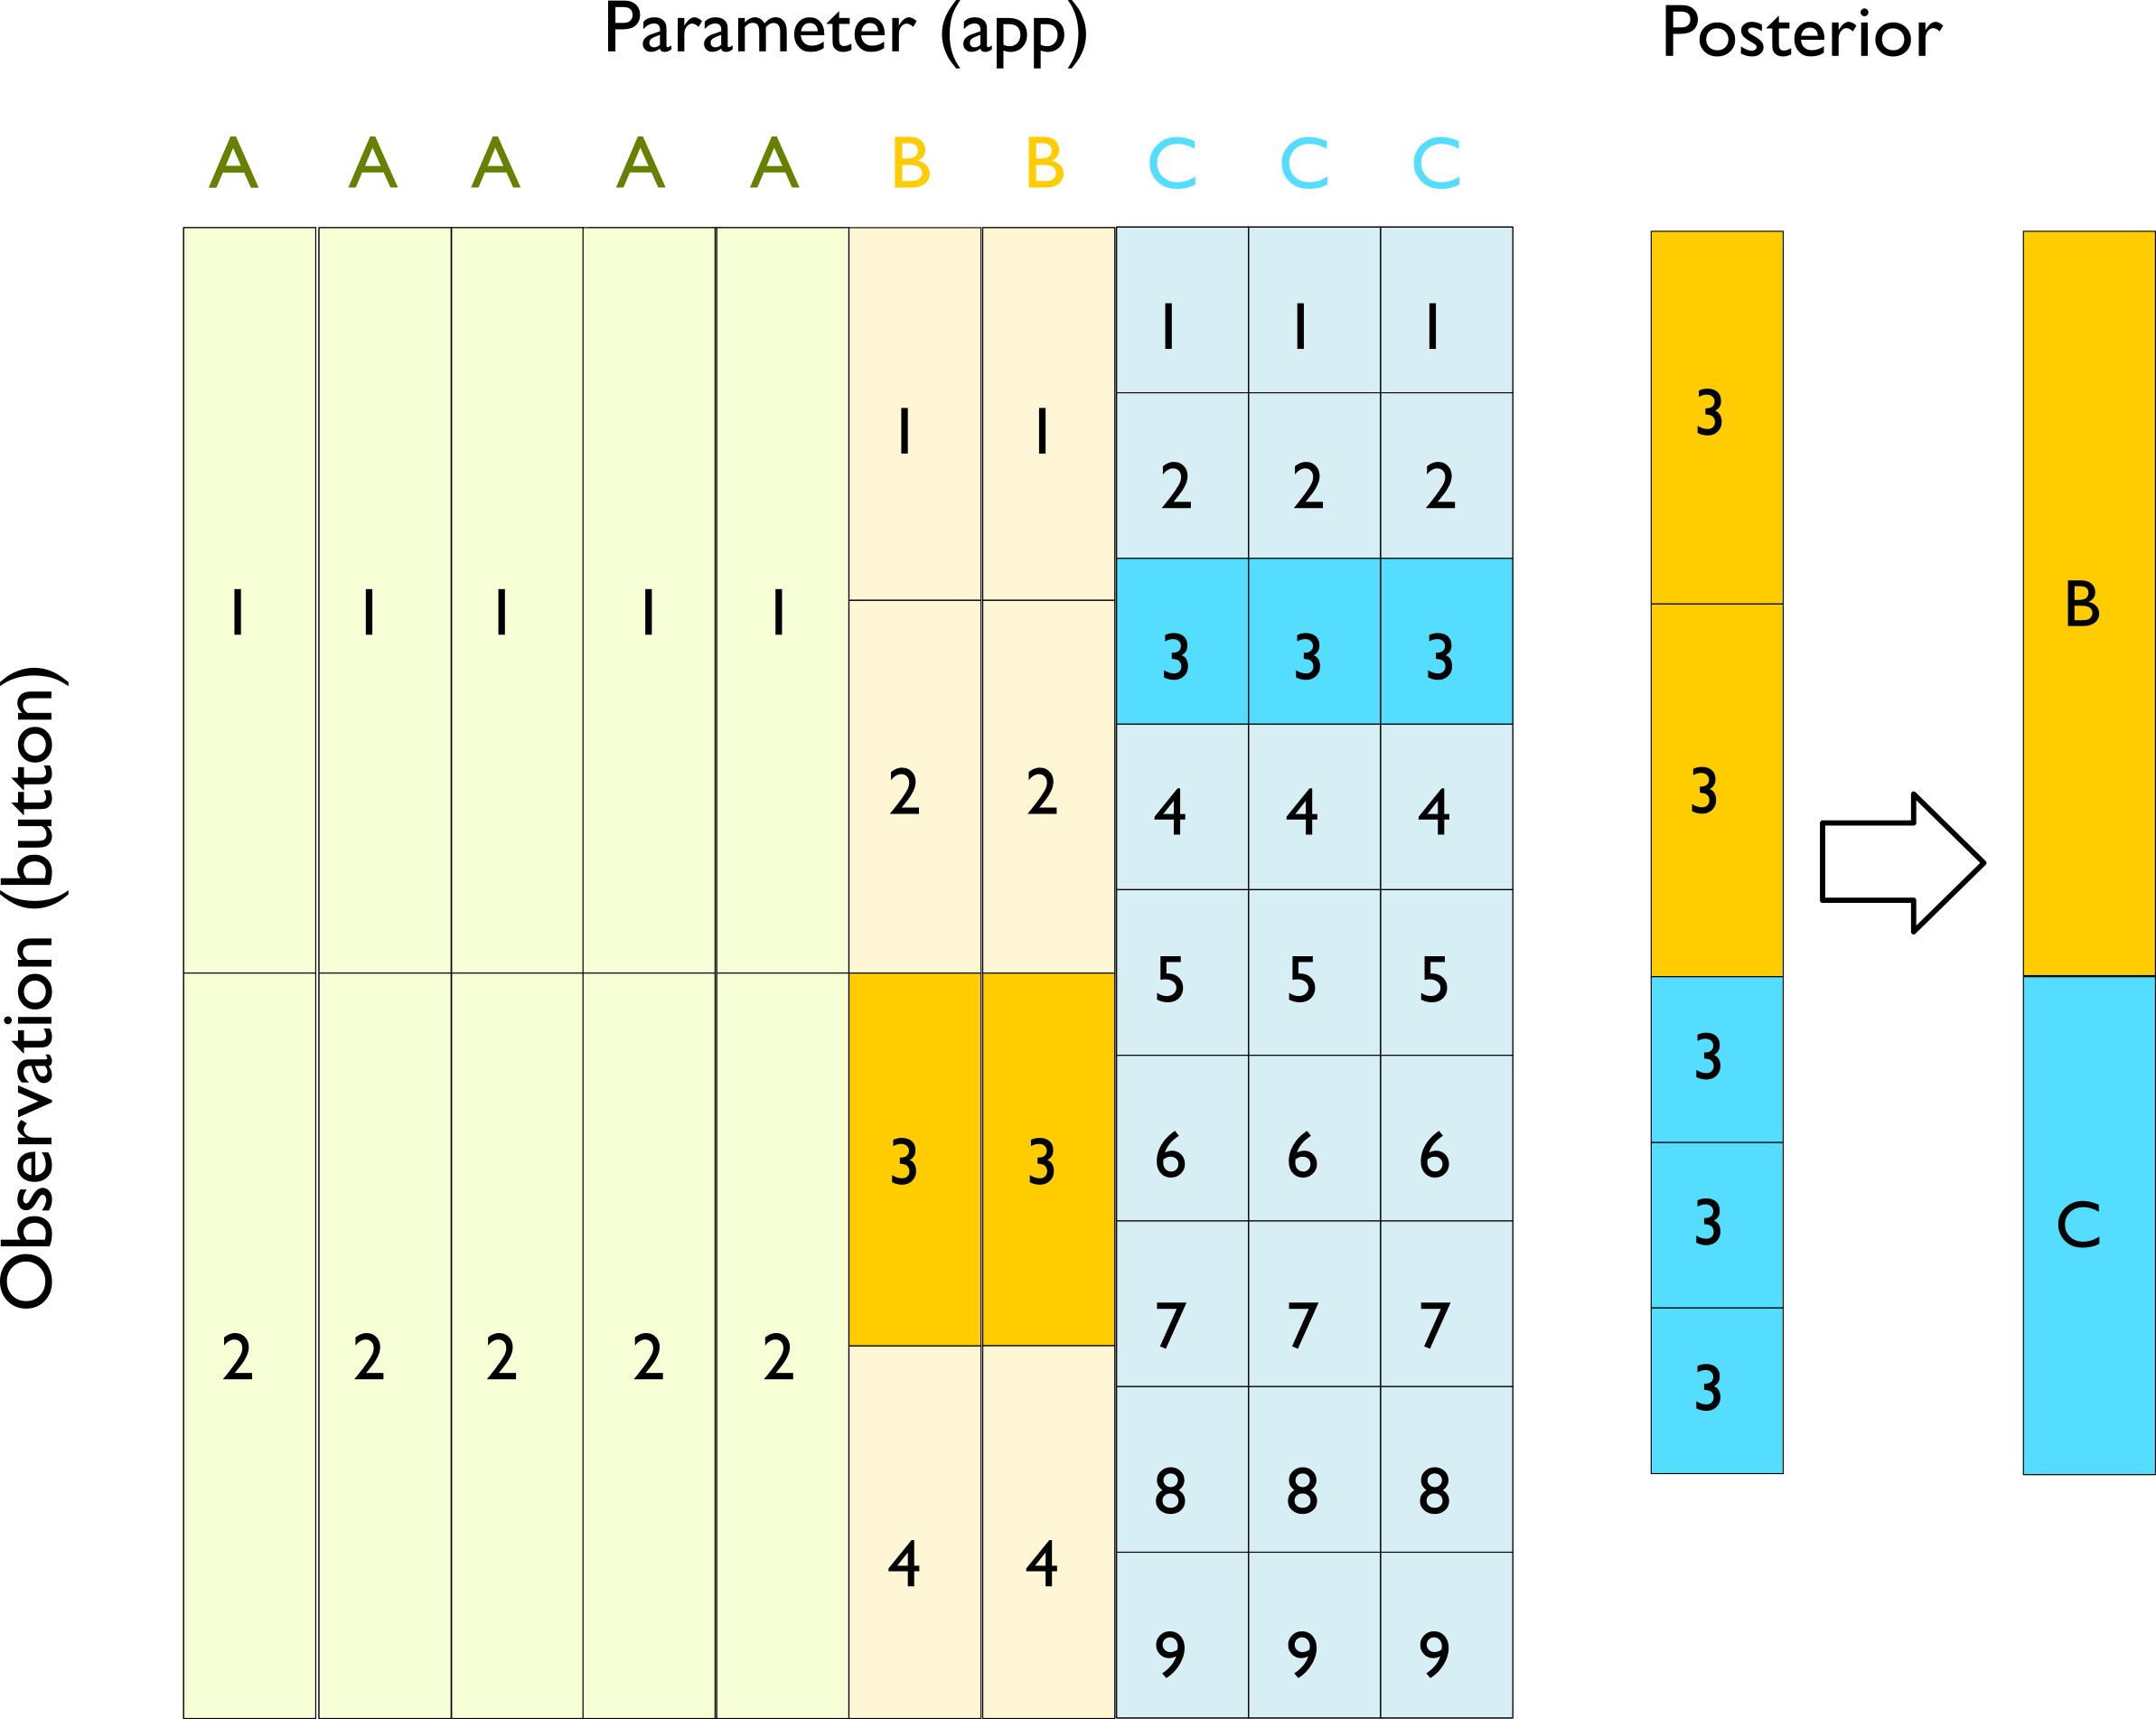 Parameter (app)
Posterior
A A A A A B B C C C
Observation (button)
1 1 1
1 1
3
2 2 2
B
1 1 1 1 1
3 3 3
2 2
3
4 4 4
5 5 5
3
6 6 6
3 3
3
C
7 7 7
2 2 2 2 2
3
8 8 8
4 4
9 9 9